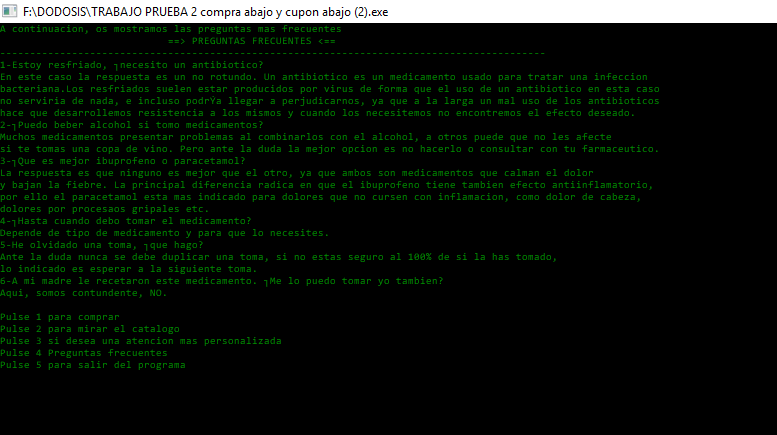 F:\DODOSIS\TRABAJO PRUEBA 2 compra abajo y cupon abajo (2).exe
A continuacion, os mostramos las preguntas mas frecuentes
==> PREGUNTAS FRECUENTES <==
-------------------------------------------------------------------------------------------
1-Estoy resfriado, ┐necesito un antibiotico?
En este caso la respuesta es un no rotundo. Un antibiotico es un medicamento usado para tratar una infeccion
bacteriana.Los resfriados suelen estar producidos por virus de forma que el uso de un antibiotico en esta caso
no serviria de nada, e incluso podrÝa llegar a perjudicarnos, ya que a la larga un mal uso de los antibioticos
hace que desarrollemos resistencia a los mismos y cuando los necesitemos no encontremos el efecto deseado.
2-┐Puedo beber alcohol si tomo medicamentos?
Muchos medicamentos presentar problemas al combinarlos con el alcohol, a otros puede que no les afecte
si te tomas una copa de vino. Pero ante la duda la mejor opcion es no hacerlo o consultar con tu farmaceutico.
3-┐Que es mejor ibuprofeno o paracetamol?
La respuesta es que ninguno es mejor que el otro, ya que ambos son medicamentos que calman el dolor
y bajan la fiebre. La principal diferencia radica en que el ibuprofeno tiene tambien efecto antiinflamatorio,
por ello el paracetamol esta mas indicado para dolores que no cursen con inflamacion, como dolor de cabeza,
dolores por procesaos gripales etc.
4-┐Hasta cuando debo tomar el medicamento?
Depende de tipo de medicamento y para que lo necesites.
5-He olvidado una toma, ┐que hago?
Ante la duda nunca se debe duplicar una toma, si no estas seguro al 100% de si la has tomado,
lo indicado es esperar a la siguiente toma.
6-A mi madre le recetaron este medicamento. ┐Me lo puedo tomar yo tambien?
Aqui, somos contundente, NO.
Pulse 1 para comprar
Pulse 2 para mirar el catalogo
Pulse 3 si desea una atencion mas personalizada
Pulse 4 Preguntas frecuentes
Pulse 5 para salir del programa